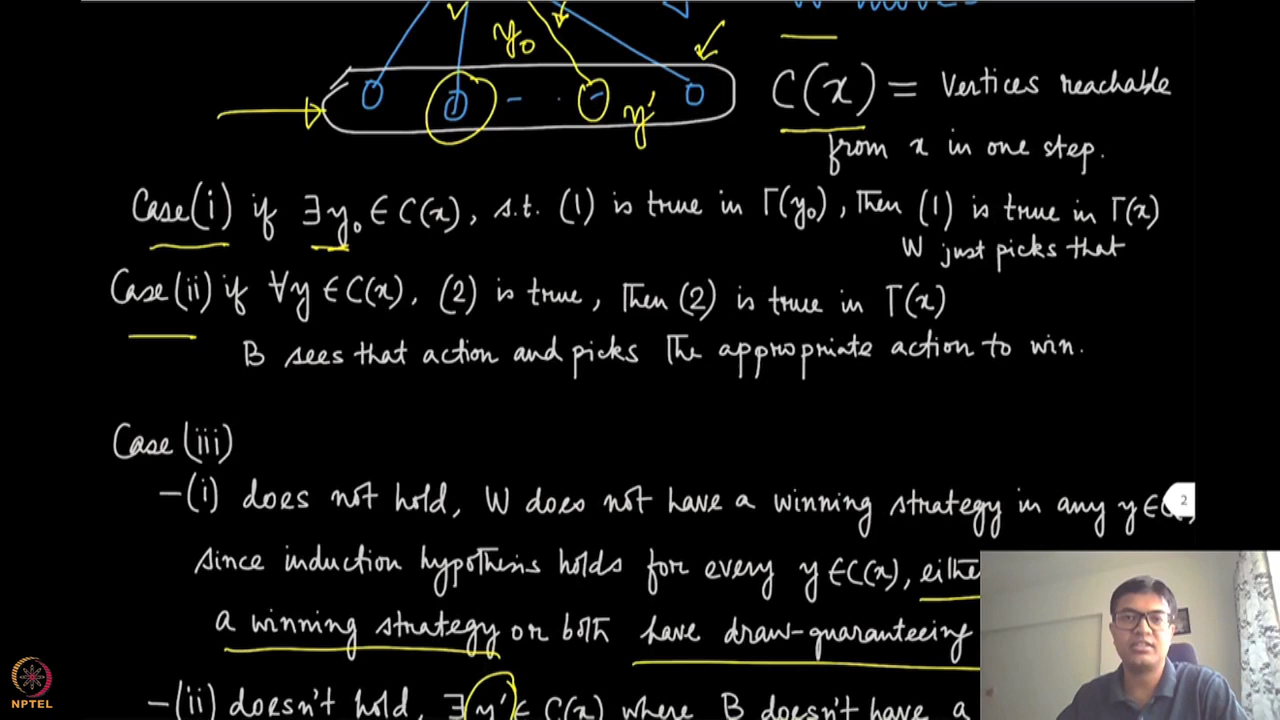 W moves
y₀
y'
C(x) = Vertices reachable
from x in one step.
Case(i) if ∃y₀ ∈ C(x), s.t. (1) is true in Γ(y₀), Then (1) is true in Γ(x)
W just picks that
Case(ii) if ∀y ∈ C(x), (2) is true, Then (2) is true in Γ(x)
B sees that action and picks The appropriate action to win.
Case(iii)
-(i) does not hold, W does not have a winning strategy in any y ∈
2
since induction hypothesis holds for every y ∈ C(x),
a winning strategy or both have draw-guaranteeing
-(ii) doesn't hold, ∃ y' ∈ C(x) where B doesn't have a
NPTEL